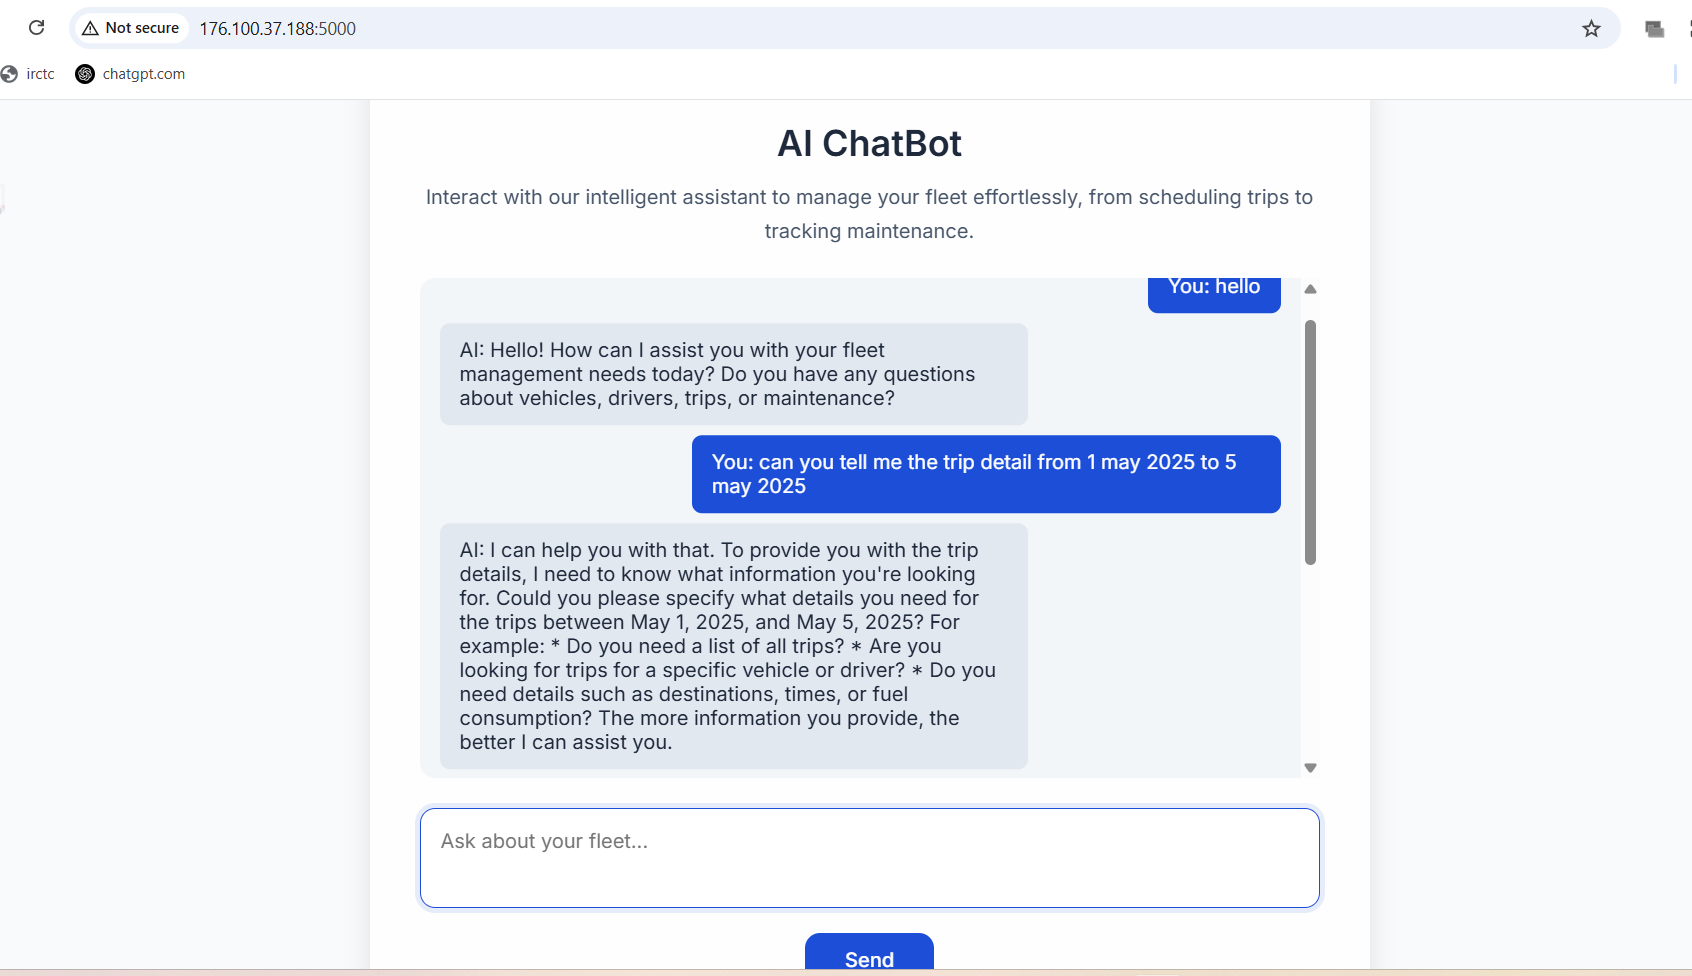 Not secure 176.100.37.188:5000
irctc chatgpt.com
AI ChatBot
Interact with our intelligent assistant to manage your fleet effortlessly, from scheduling trips to
tracking maintenance.
You: hello
AI: Hello! How can I assist you with your fleet
management needs today? Do you have any questions
about vehicles, drivers, trips, or maintenance?
You: can you tell me the trip detail from 1 may 2025 to 5
may 2025
AI: I can help you with that. To provide you with the trip
details, I need to know what information you're looking
for. Could you please specify what details you need for
the trips between May 1, 2025, and May 5, 2025? For
example: * Do you need a list of all trips? * Are you
looking for trips for a specific vehicle or driver? * Do you
need details such as destinations, times, or fuel
consumption? The more information you provide, the
better I can assist you.
Ask about your fleet...
Send